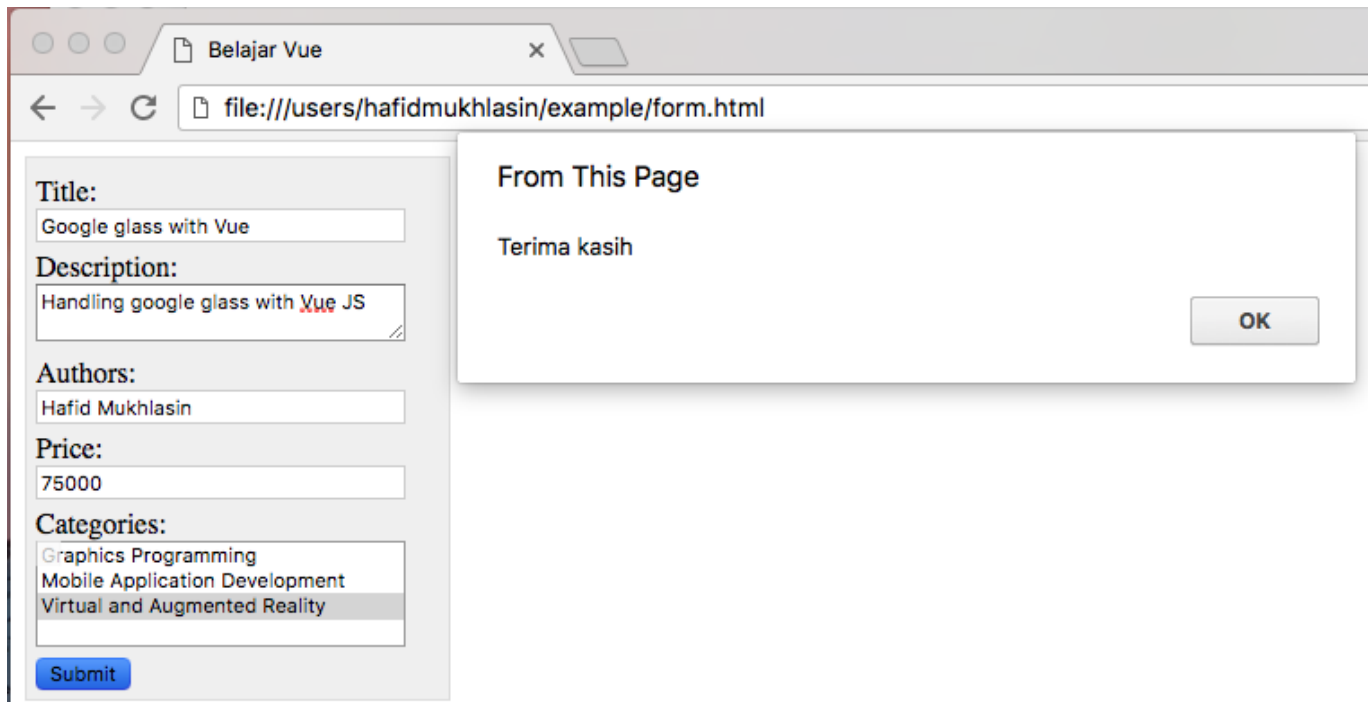 Belajar Vue
file:///users/hafidmukhlasin/example/form.html
From This Page
Terima kasih
OK
Title:
Google glass with Vue
Description:
Handling google glass with Vue JS
Authors:
Hafid Mukhlasin
Price:
75000
Categories:
Graphics Programming
Mobile Application Development
Virtual and Augmented Reality
Submit